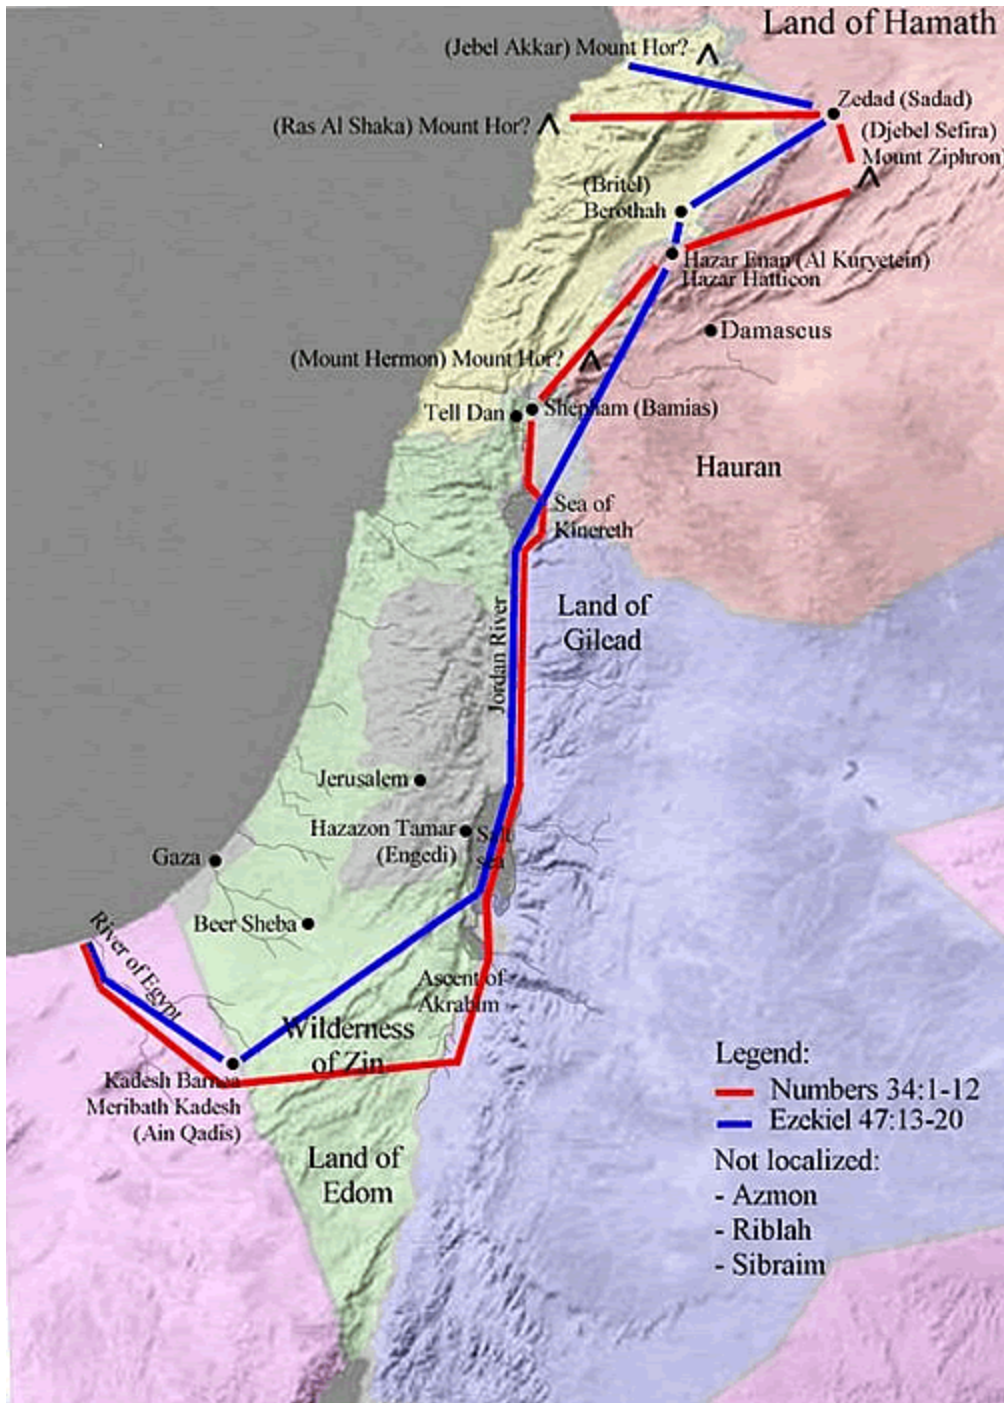 Land of Hamath
(Jebel Akkar) Mount Hor?
Zedad (Sadad)
(Ras Al Shaka) Mount Hor?
(Djebel Sefira)
Mount Ziphron)
(Britel)
Berothah
Hazar Enan (Al Kuryetein)
Hazar Hatticon
Damascus
(Mount Hermon) Mount Hor?
Tell Dan
Shepham (Bamias)
Hauran
Sea of
Kinereth
Land of
Gilead
Jordan River
Jerusalem
Hazazon Tamar
(Engedi)
Salt
sea
Gaza
Beer Sheba
River of Egypt
Ascent of
Akrabim
Wilderness
of Zin
Kadesh Barnea
Meribath Kadesh
(Ain Qadis)
Land of
Edom
Legend:
Numbers 34:1-12
Ezekiel 47:13-20
Not localized:
- Azmon
- Riblah
- Sibraim